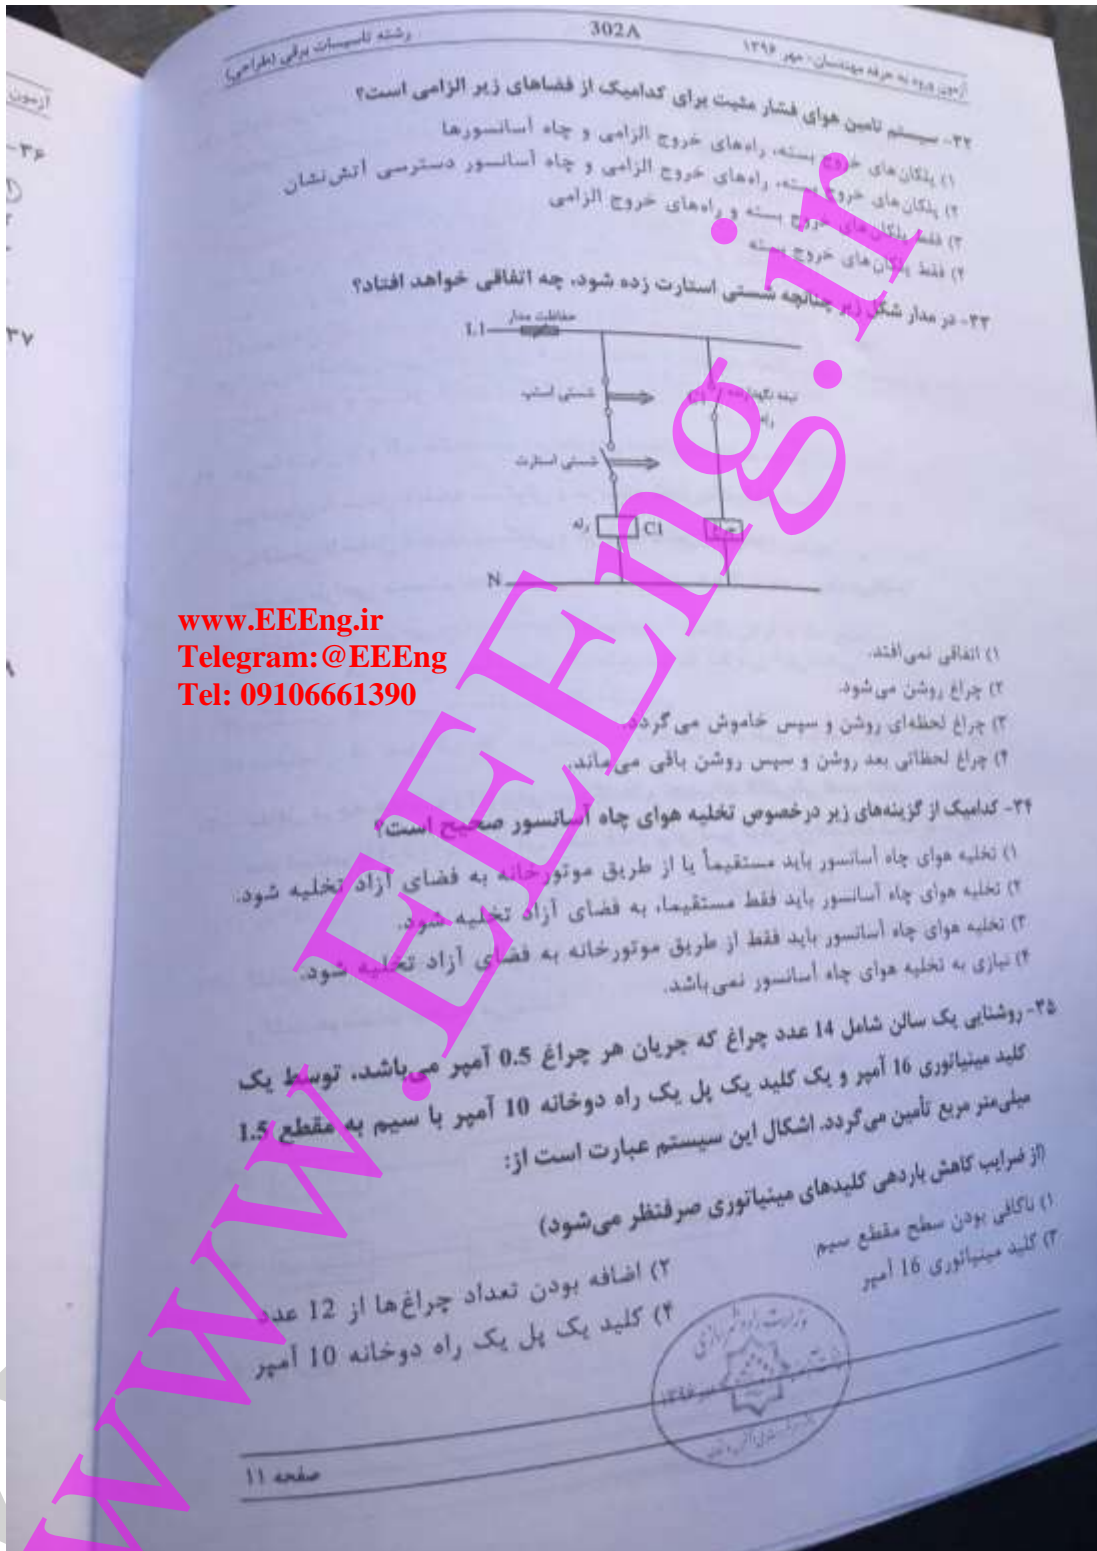 آزمون ورود به حرفه مهندسان- مهر ۱۳۹۶
302A
رشته تاسیسات برقی (طراحی)
۳۲- سیستم تامین هوای فشار مثبت برای کدامیک از فضاهای زیر الزامی است؟
۱) پلکان‌های خروج بسته، راه‌های خروج الزامی و چاه آسانسورها
۲) پلکان‌های خروج بسته، راه‌های خروج الزامی و چاه آسانسور دسترسی آتش‌نشان
۳) فقط پلکان‌های خروج بسته و راه‌های خروج الزامی
۴) فقط پلکان‌های خروج بسته
۳۳- در مدار شکل زیر چنانچه شستی استارت زده شود، چه اتفاقی خواهد افتاد؟
L1
حفاظت مدار
شستی استپ
C1
تیغه نگهدارنده
رله
شستی استارت
رله
C1
چراغ
N
www.EEEng.ir
Telegram:@EEEng
Tel: 09106661390
۱) اتفاقی نمی‌افتد.
۲) چراغ روشن می‌شود.
۳) چراغ لحظه‌ای روشن و سپس خاموش می‌گردد.
۴) چراغ لحظاتی بعد روشن و سپس روشن باقی می‌ماند.
۳۴- کدامیک از گزینه‌های زیر درخصوص تخلیه هوای چاه آسانسور صحیح است؟
۱) تخلیه هوای چاه آسانسور باید مستقیماً یا از طریق موتورخانه به فضای آزاد تخلیه شود.
۲) تخلیه هوای چاه آسانسور باید فقط مستقیما، به فضای آزاد تخلیه شود.
۳) تخلیه هوای چاه آسانسور باید فقط از طریق موتورخانه به فضای آزاد تخلیه شود.
۴) نیازی به تخلیه هوای چاه آسانسور نمی‌باشد.
۳۵- روشنایی یک سالن شامل 14 عدد چراغ که جریان هر چراغ 0.5 آمپر می‌باشد، توسط یک
کلید مینیاتوری 16 آمپر و یک کلید یک پل یک راه دوخانه 10 آمپر با سیم به مقطع 1.5
میلی‌متر مربع تأمین می‌گردد. اشکال این سیستم عبارت است از:
(از ضرایب کاهش باردهی کلیدهای مینیاتوری صرفنظر می‌شود)
۱) ناکافی بودن سطح مقطع سیم
۲) اضافه بودن تعداد چراغ‌ها از 12 عدد
۳) کلید مینیاتوری 16 آمپر
۴) کلید یک پل یک راه دوخانه 10 آمپر
صفحه ۱۱
آزمون
۳۶-
۳۷
www.EEEng.ir